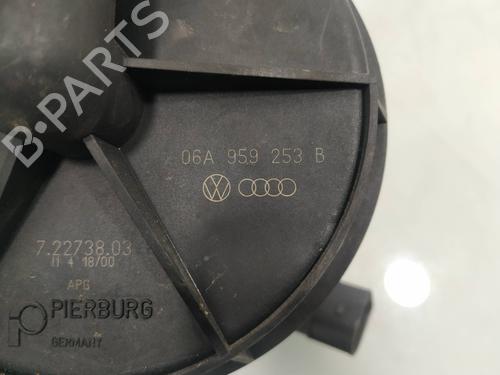 B-PARTS
06A 959 253 B
7.22738.03
11 4 18/00
APG
PIERBURG
GERMANY